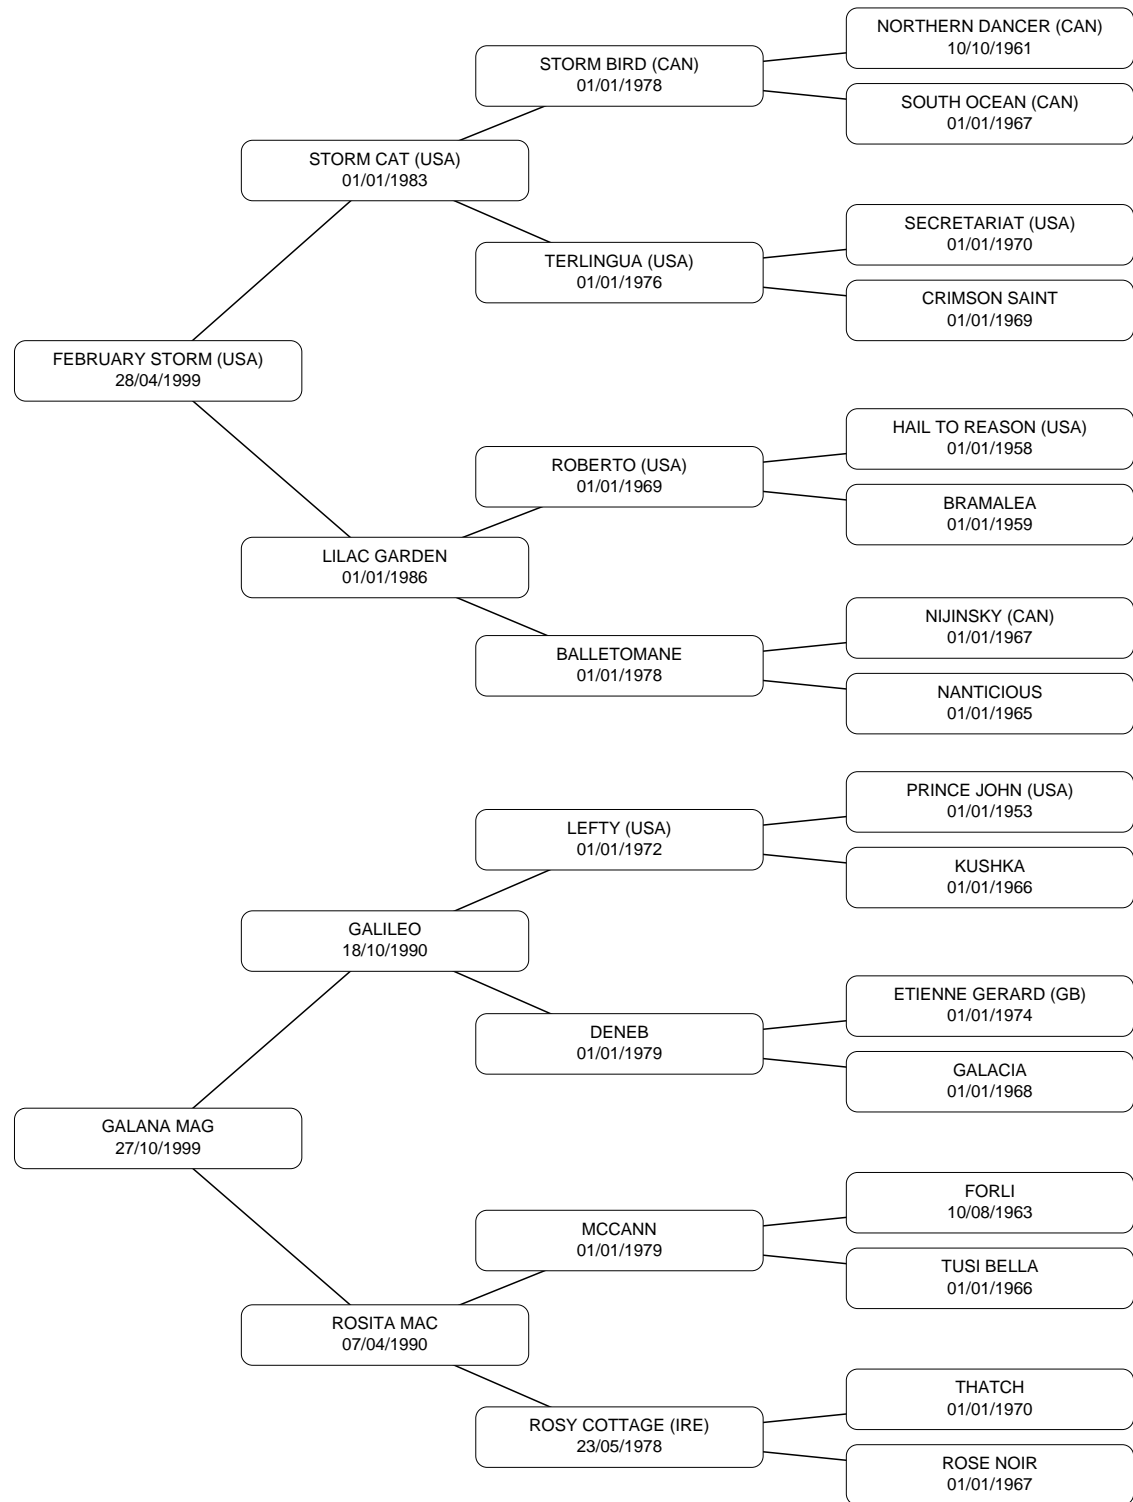 NORTHERN DANCER (CAN)
10/10/1961
STORM BIRD (CAN)
01/01/1978
SOUTH OCEAN (CAN)
01/01/1967
STORM CAT (USA)
01/01/1983
SECRETARIAT (USA)
01/01/1970
TERLINGUA (USA)
01/01/1976
CRIMSON SAINT
01/01/1969
FEBRUARY STORM (USA)
28/04/1999
HAIL TO REASON (USA)
01/01/1958
ROBERTO (USA)
01/01/1969
BRAMALEA
01/01/1959
LILAC GARDEN
01/01/1986
NIJINSKY (CAN)
01/01/1967
BALLETOMANE
01/01/1978
NANTICIOUS
01/01/1965
PRINCE JOHN (USA)
01/01/1953
LEFTY (USA)
01/01/1972
KUSHKA
01/01/1966
GALILEO
18/10/1990
ETIENNE GERARD (GB)
01/01/1974
DENEB
01/01/1979
GALACIA
01/01/1968
GALANA MAG
27/10/1999
FORLI
10/08/1963
MCCANN
01/01/1979
TUSI BELLA
01/01/1966
ROSITA MAC
07/04/1990
THATCH
01/01/1970
ROSY COTTAGE (IRE)
23/05/1978
ROSE NOIR
01/01/1967